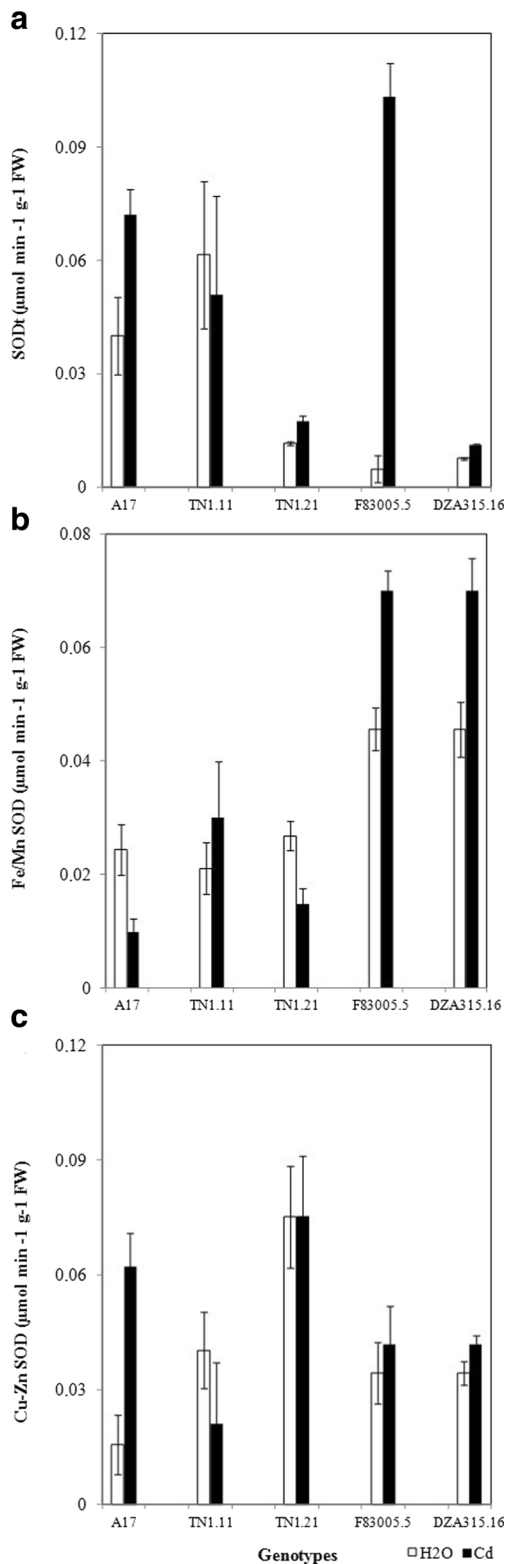 a
0.12
0.09
0.06
0.03
0
SODt (µmol min -1 g-1 FW)
A17 TN1.11 TN1.21 F83005.5 DZA315.16
b
0.08
0.06
0.04
0.02
0
Fe/Mn SOD (µmol min -1 g-1 FW)
A17 TN1.11 TN1.21 F83005.5 DZA315.16
c
0.12
0.09
0.06
0.03
0
Cu-Zn SOD (µmol min -1 g-1 FW)
A17 TN1.11 TN1.21 F83005.5 DZA315.16
Genotypes H2O Cd